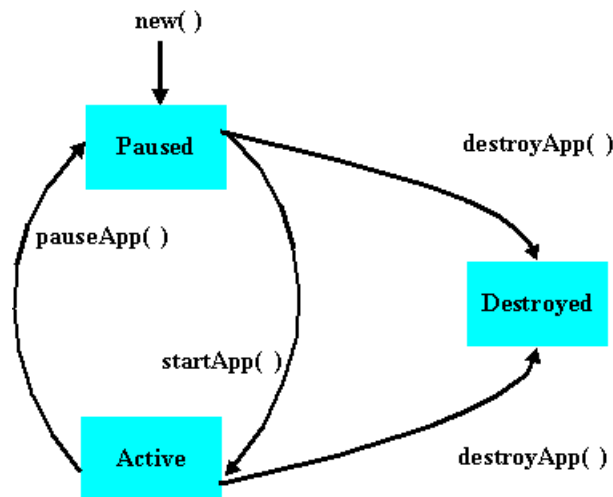 new( )
Paused
destroyApp( )
pauseApp( )
Destroyed
startApp( )
Active
destroyApp( )